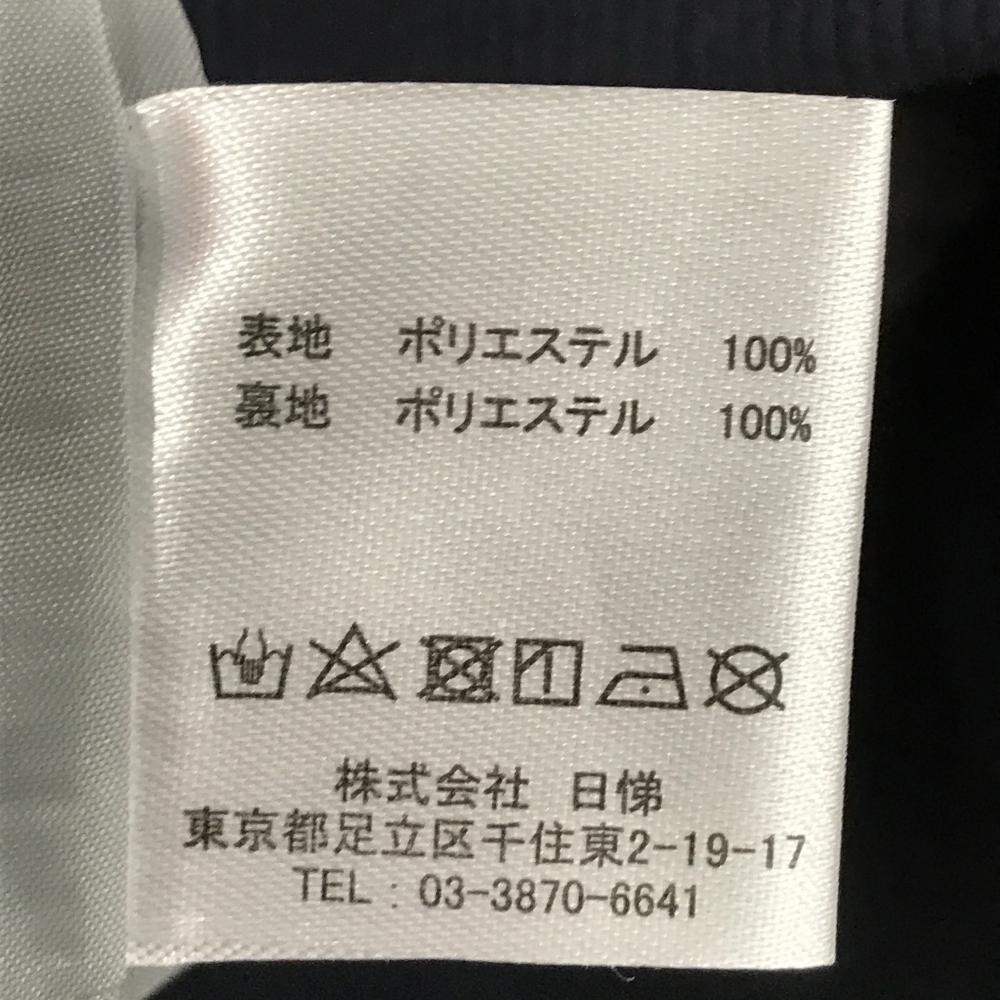 表地 ポリエステル 100%
裏地 ポリエステル 100%
株式会社 日悌
東京都足立区千住東2-19-17
TEL : 03-3870-6641